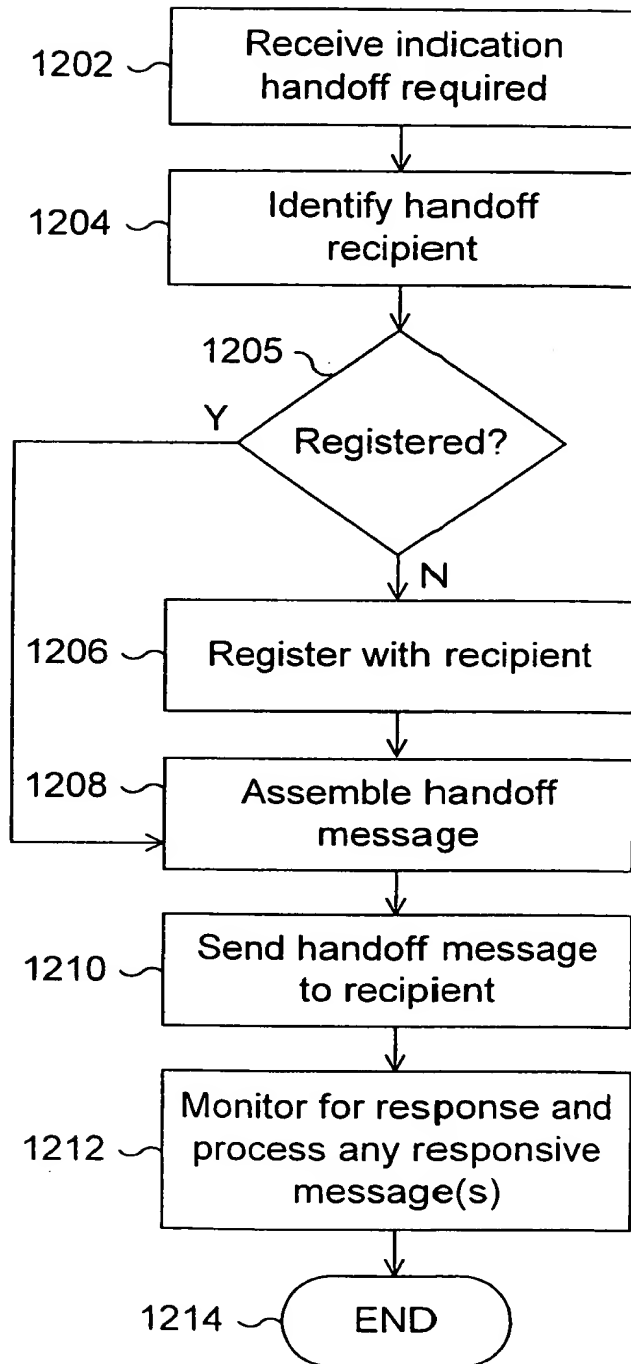 1202
Receive indication
handoff required
1204
Identify handoff
recipient
1205
Y
Registered?
N
1206
Register with recipient
1208
Assemble handoff
message
1210
Send handoff message
to recipient
1212
Monitor for response and
process any responsive
message(s)
1214
END